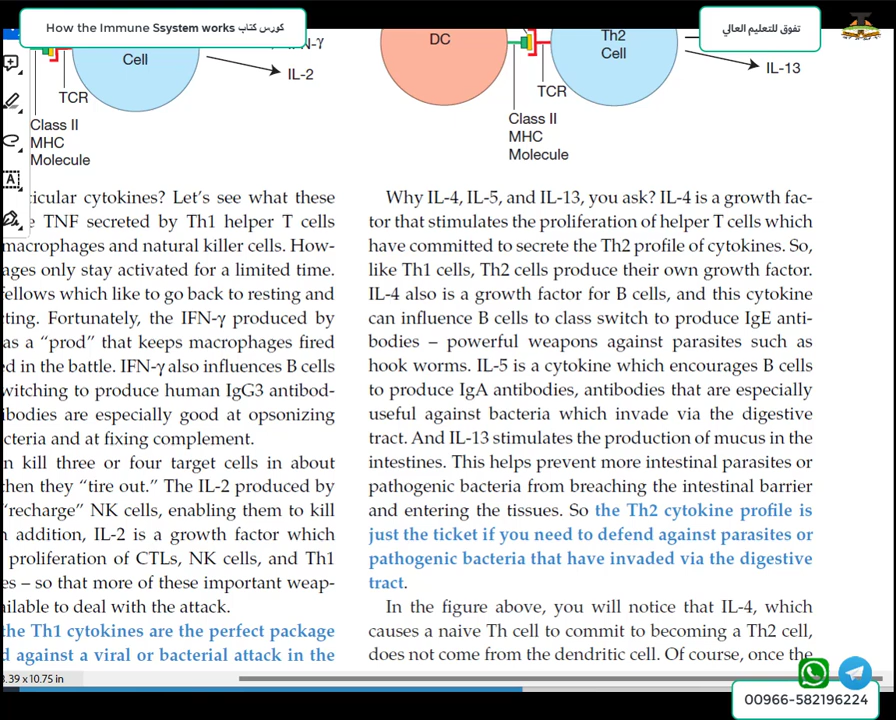 كورس كتاب How the Immune Ssystem works
تفوق للتعليم العالي
Cell
IL-2
TCR
Class II
MHC
Molecule
DC
Th2
Cell
IL-13
TCR
Class II
MHC
Molecule
icular cytokines? Let's see what these
e TNF secreted by Th1 helper T cells
macrophages and natural killer cells. How-
ages only stay activated for a limited time.
fellows which like to go back to resting and
ting. Fortunately, the IFN-γ produced by
as a "prod" that keeps macrophages fired
ed in the battle. IFN-γ also influences B cells
witching to produce human IgG3 antibod-
ibodies are especially good at opsonizing
cteria and at fixing complement.
n kill three or four target cells in about
hen they "tire out." The IL-2 produced by
"recharge" NK cells, enabling them to kill
n addition, IL-2 is a growth factor which
proliferation of CTLs, NK cells, and Th1
es – so that more of these important weap-
ailable to deal with the attack.
the Th1 cytokines are the perfect package
d against a viral or bacterial attack in the
Why IL-4, IL-5, and IL-13, you ask? IL-4 is a growth fac-
tor that stimulates the proliferation of helper T cells which
have committed to secrete the Th2 profile of cytokines. So,
like Th1 cells, Th2 cells produce their own growth factor.
IL-4 also is a growth factor for B cells, and this cytokine
can influence B cells to class switch to produce IgE anti-
bodies – powerful weapons against parasites such as
hook worms. IL-5 is a cytokine which encourages B cells
to produce IgA antibodies, antibodies that are especially
useful against bacteria which invade via the digestive
tract. And IL-13 stimulates the production of mucus in the
intestines. This helps prevent more intestinal parasites or
pathogenic bacteria from breaching the intestinal barrier
and entering the tissues. So the Th2 cytokine profile is
just the ticket if you need to defend against parasites or
pathogenic bacteria that have invaded via the digestive
tract.
In the figure above, you will notice that IL-4, which
causes a naive Th cell to commit to becoming a Th2 cell,
does not come from the dendritic cell. Of course, once the
3.39 x 10.75 in
00966-582196224